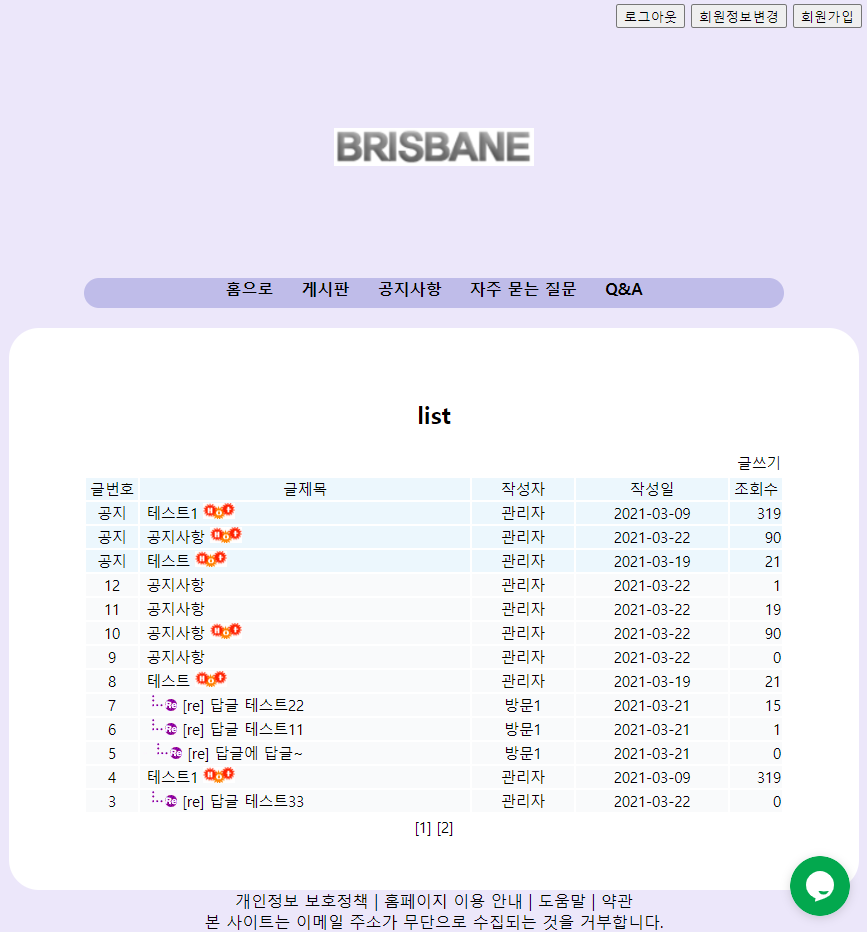 로그아웃 회원정보변경 회원가입
BRISBANE
홈으로 게시판 공지사항 자주 묻는 질문 Q&A
list
글쓰기
글번호 글제목 작성자 작성일 조회수
공지 테스트1 Hot 관리자 2021-03-09 319
공지 공지사항 Hot 관리자 2021-03-22 90
공지 테스트 Hot 관리자 2021-03-19 21
12 공지사항 관리자 2021-03-22 1
11 공지사항 관리자 2021-03-22 19
10 공지사항 Hot 관리자 2021-03-22 90
9 공지사항 관리자 2021-03-22 0
8 테스트 Hot 관리자 2021-03-19 21
7 Re [re] 답글 테스트22 방문1 2021-03-21 15
6 Re [re] 답글 테스트11 방문1 2021-03-21 1
5 Re [re] 답글에 답글~ 방문1 2021-03-21 0
4 테스트1 Hot 관리자 2021-03-09 319
3 Re [re] 답글 테스트33 관리자 2021-03-22 0
[1] [2]
개인정보 보호정책 | 홈페이지 이용 안내 | 도움말 | 약관
본 사이트는 이메일 주소가 무단으로 수집되는 것을 거부합니다.